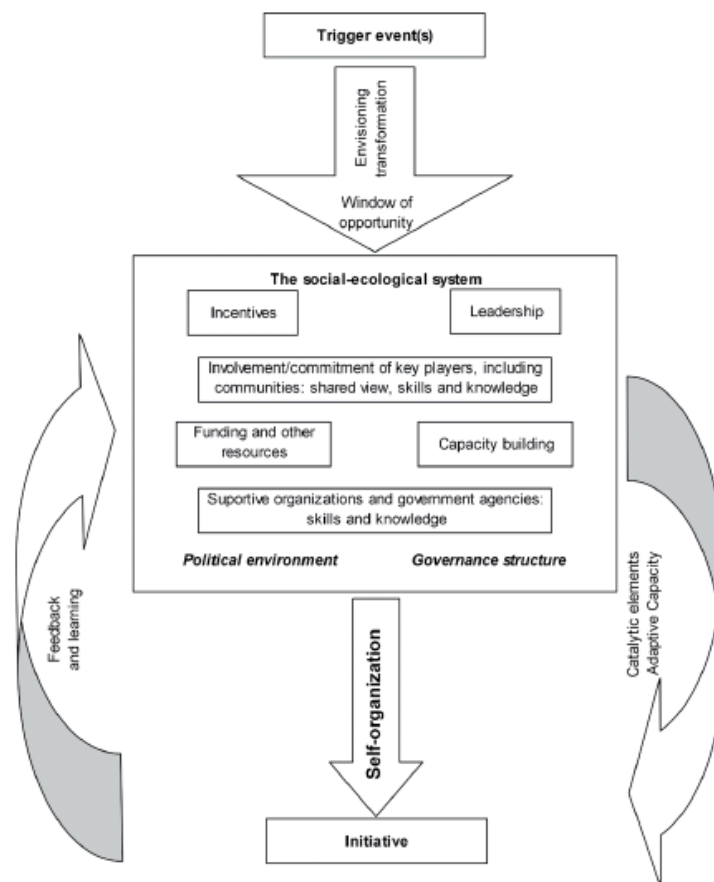 Trigger event(s)
Envisioning
transformation
Window of
opportunity
The social-ecological system
Incentives
Leadership
Involvement/commitment of key players, including
communities: shared view, skills and knowledge
Funding and other
resources
Capacity building
Suportive organizations and government agencies:
skills and knowledge
Political environment
Governance structure
Feedback
and learning
Catalytic elements
Adaptive Capacity
Self-organization
Initiative